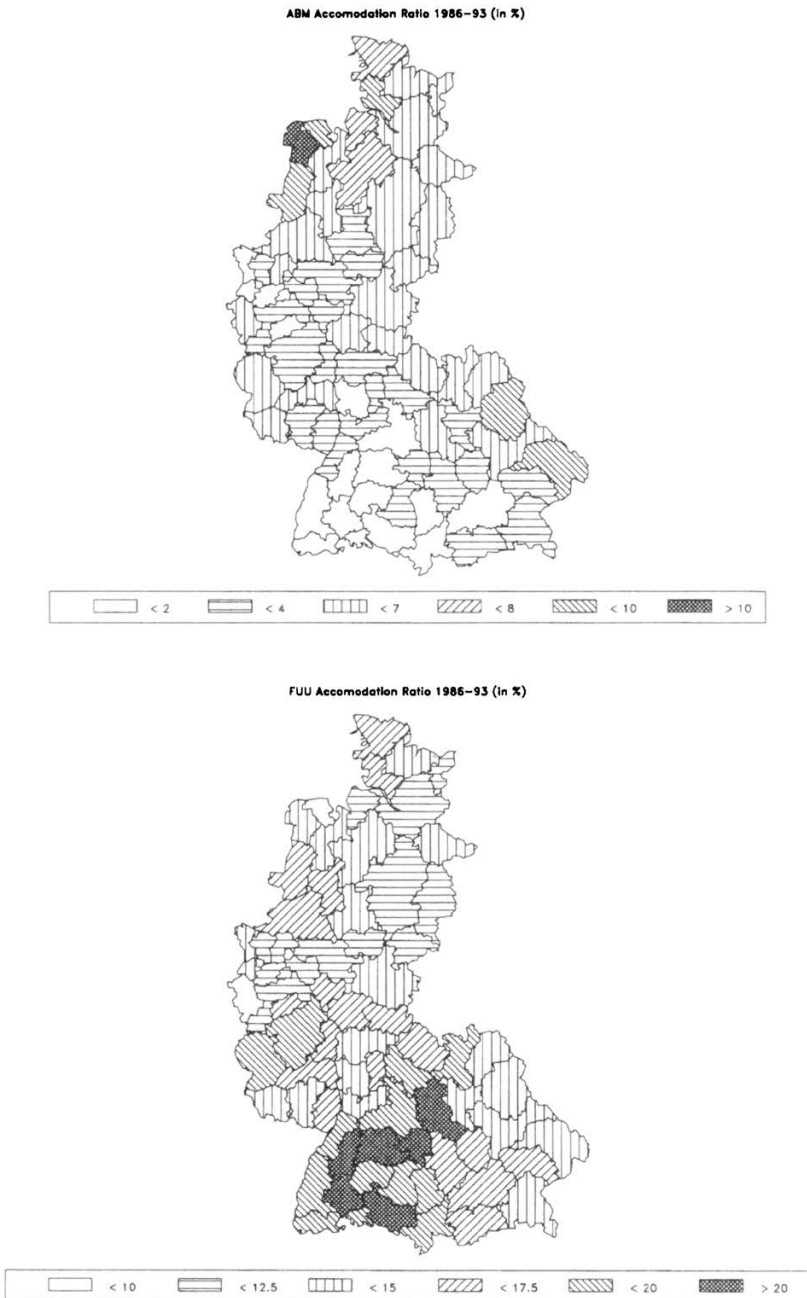 ABM Accomodation Ratio 1986-93 (in %)
< 2 < 4 < 7 < 8 < 10 > 10
FUU Accomodation Ratio 1986-93 (in %)
< 10 < 12.5 < 15 < 17.5 < 20 > 20